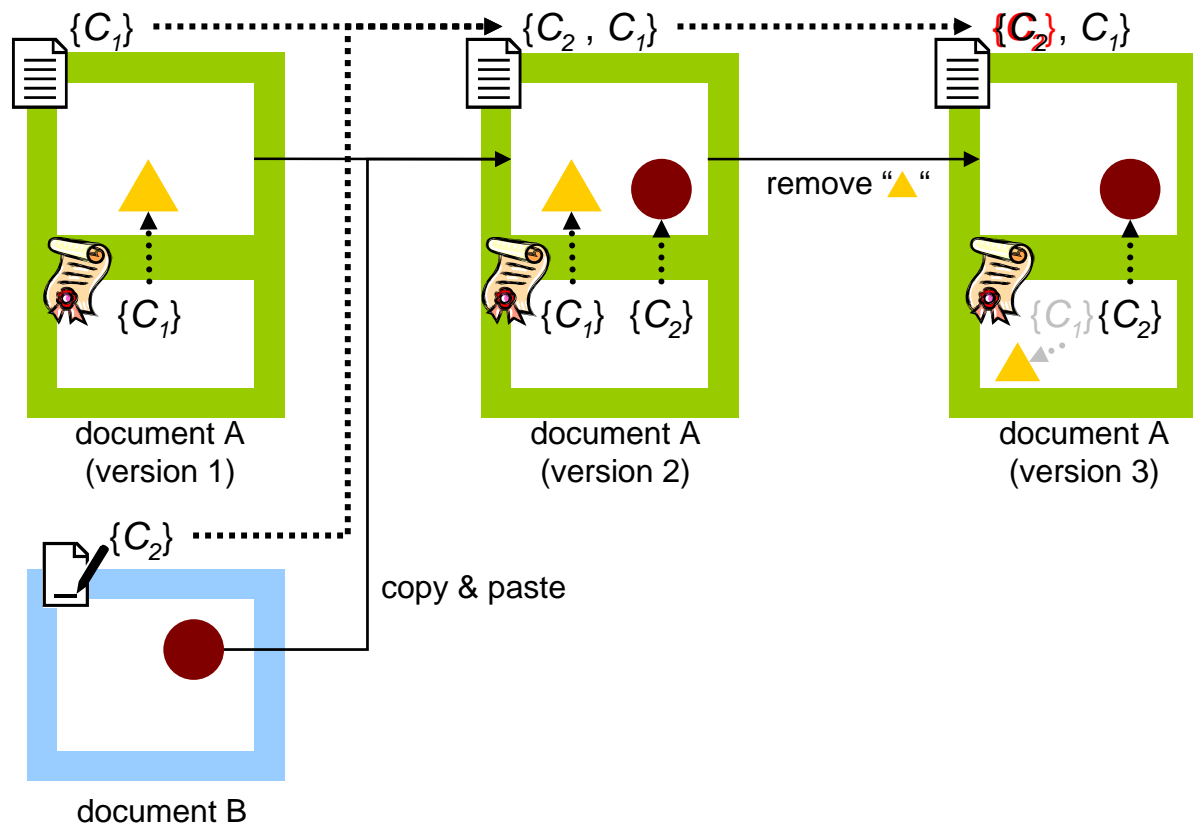 {C1}
{C2 , C1}
{C2}, C1}
remove “ “
{C1}
{C1} {C2}
{C1} {C2}
document A
(version 1)
document A
(version 2)
document A
(version 3)
{C2}
copy & paste
document B